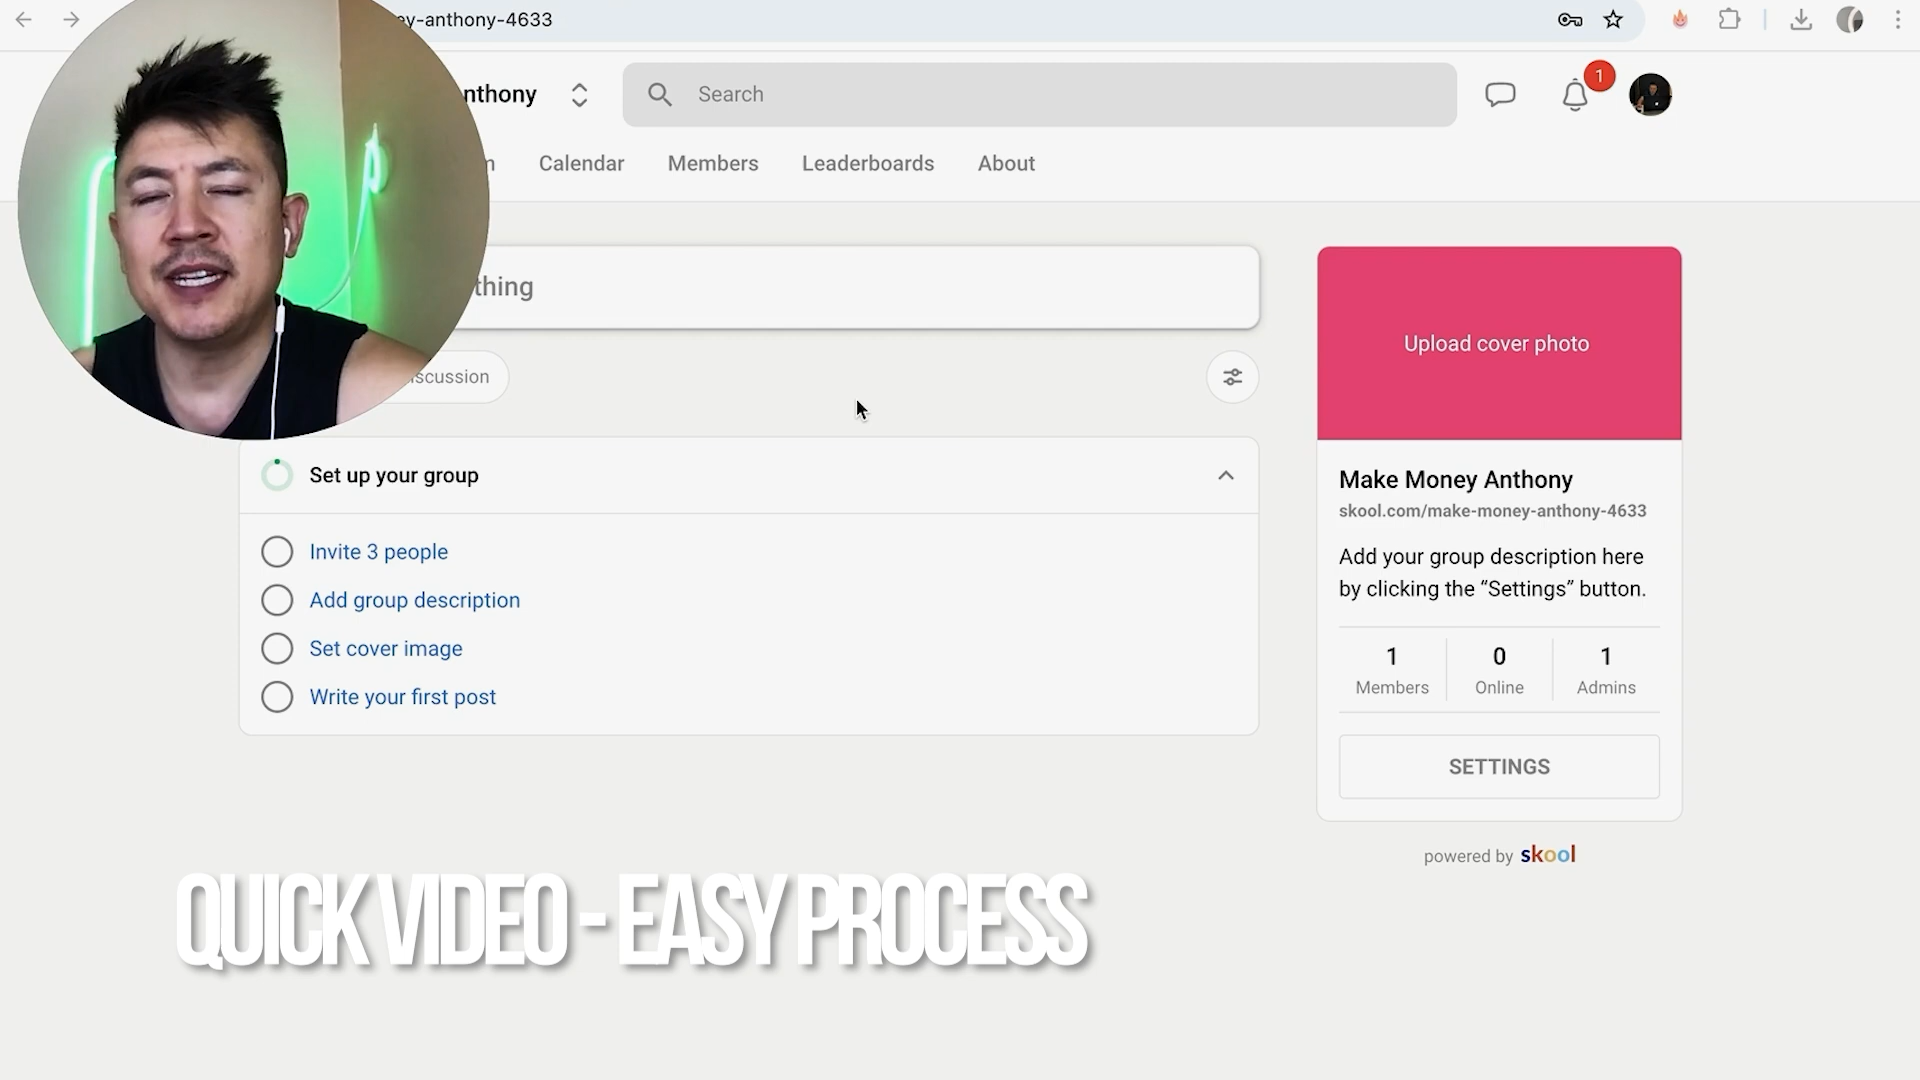 ey-anthony-4633
nthony
Search
1
Calendar
Members
Leaderboards
About
thing
Upload cover photo
scussion
Set up your group
Invite 3 people
Add group description
Set cover image
Write your first post
Make Money Anthony
skool.com/make-money-anthony-4633
Add your group description here
by clicking the “Settings” button.
1
Members
0
Online
1
Admins
SETTINGS
powered by skool
QUICK VIDEO - EASY PROCESS